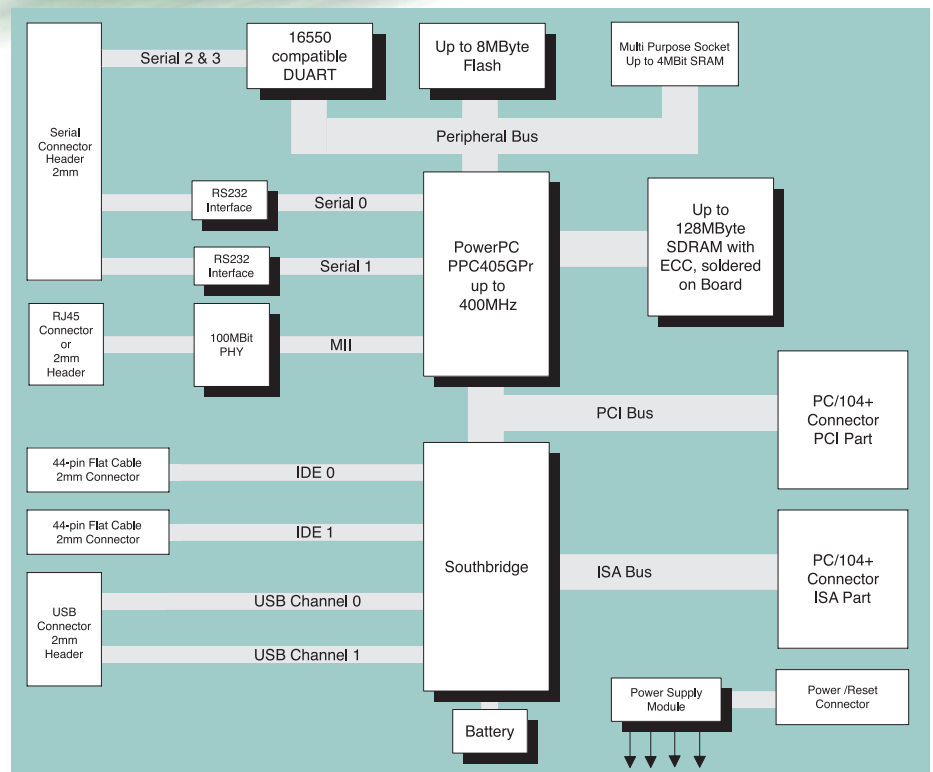 16550
compatible
DUART
Up to 8MByte
Flash
Multi Purpose Socket
Up to 4MBit SRAM
Serial 2 & 3
Peripheral Bus
Serial
Connector
Header
2mm
RS232
Interface
Serial 0
RS232
Interface
Serial 1
PowerPC
PPC405GPr
up to
400MHz
Up to
128MByte
SDRAM with
ECC, soldered
on Board
RJ45
Connector
or
2mm
Header
100MBit
PHY
MII
PCI Bus
PC/104+
Connector
PCI Part
44-pin Flat Cable
2mm Connector
IDE 0
44-pin Flat Cable
2mm Connector
IDE 1
Southbridge
ISA Bus
PC/104+
Connector
ISA Part
USB
Connector
2mm
Header
USB Channel 0
USB Channel 1
Battery
Power Supply
Module
Power /Reset
Connector